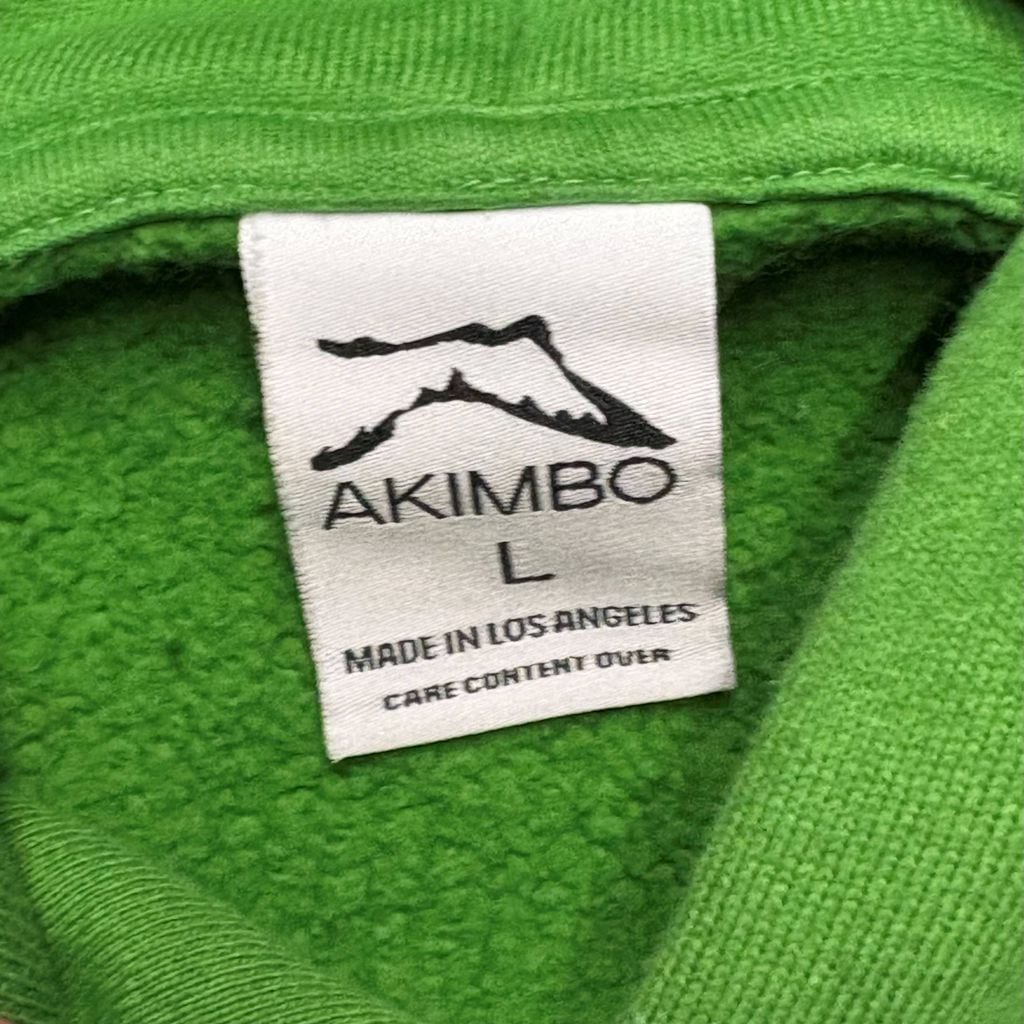 AKIMBO
L
MADE IN LOS ANGELES
CARE CONTENT OVER